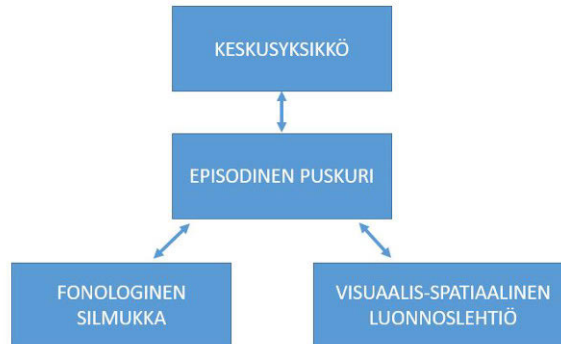 KESKUSYKSIKKÖ
EPISODINEN PUSKURI
FONOLOGINEN
SILMUKKA
VISUAALIS-SPATIAALINEN
LUONNOSLEHTIÖ